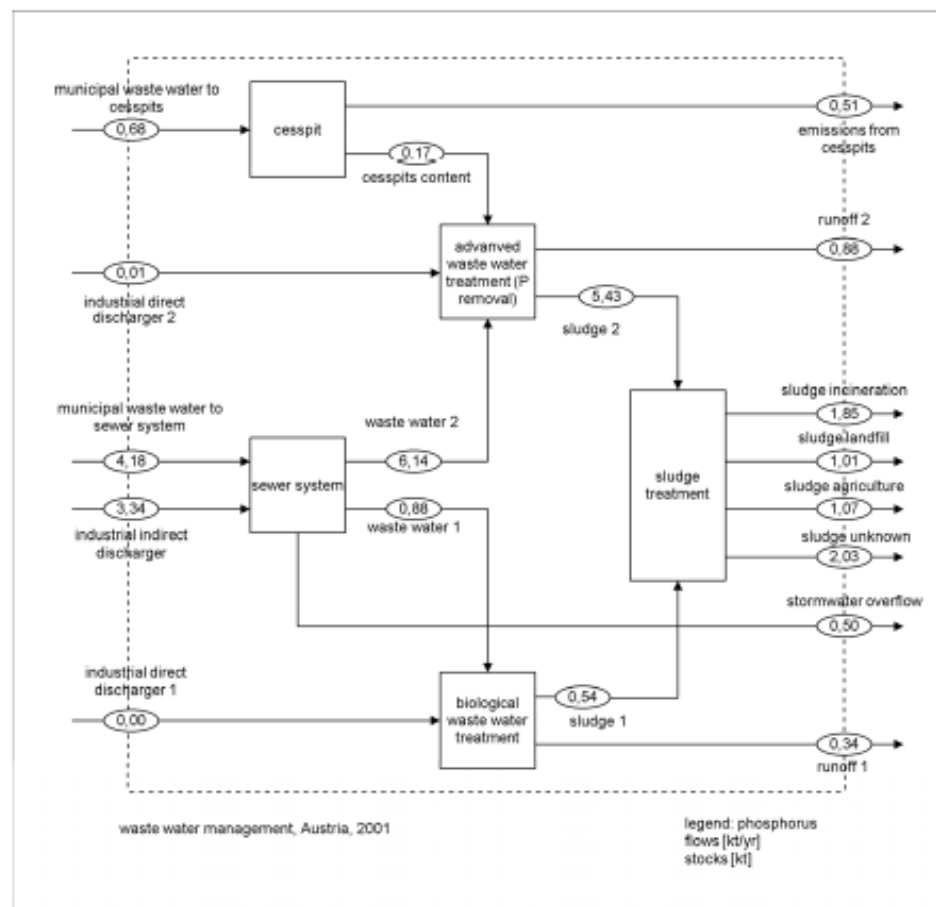 municipal waste water to
cesspits
0,68
cesspit
0,51
emissions from
cesspits
0,17
cesspits content
runoff 2
0,88
advanved
waste water
treatment (P
removal)
0,01
industrial direct
discharger 2
5,43
sludge 2
municipal waste water to
sewer system
4,18
3,34
industrial indirect
discharger
sewer system
waste water 2
6,14
0,88
waste water 1
sludge
treatment
sludge incineration
1,85
sludge landfill
1,01
sludge agriculture
1,07
sludge unknown
2,03
stormwater overflow
0,50
industrial direct
discharger 1
0,00
biological
waste water
treatment
0,54
sludge 1
0,34
runoff 1
waste water management, Austria, 2001
legend: phosphorus
flows [kt/yr]
stocks [kt]